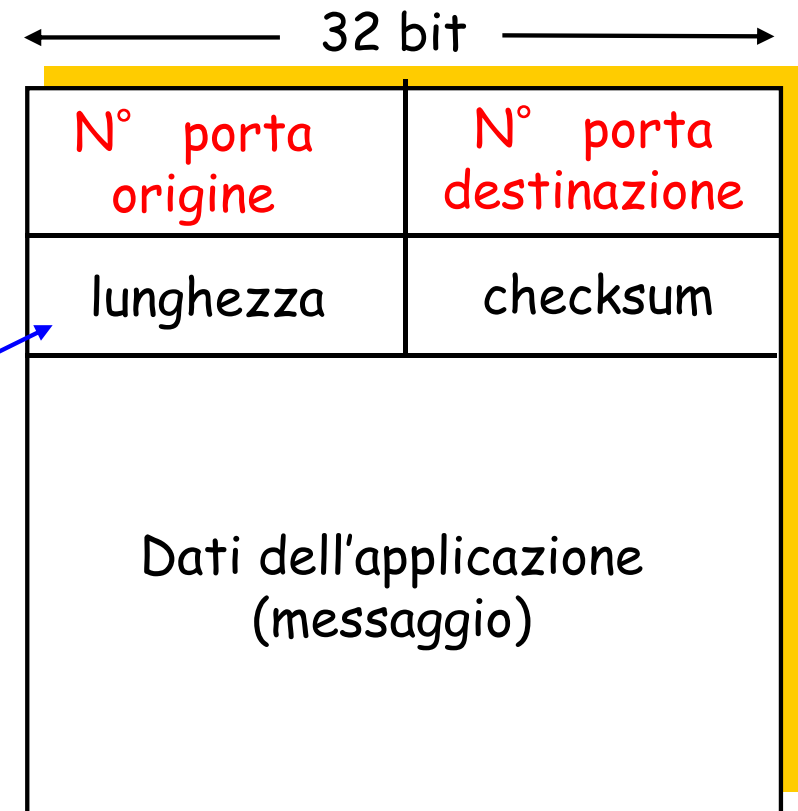 32 bit
N° porta
origine
N° porta
destinazione
lunghezza
checksum
Dati dell'applicazione
(messaggio)